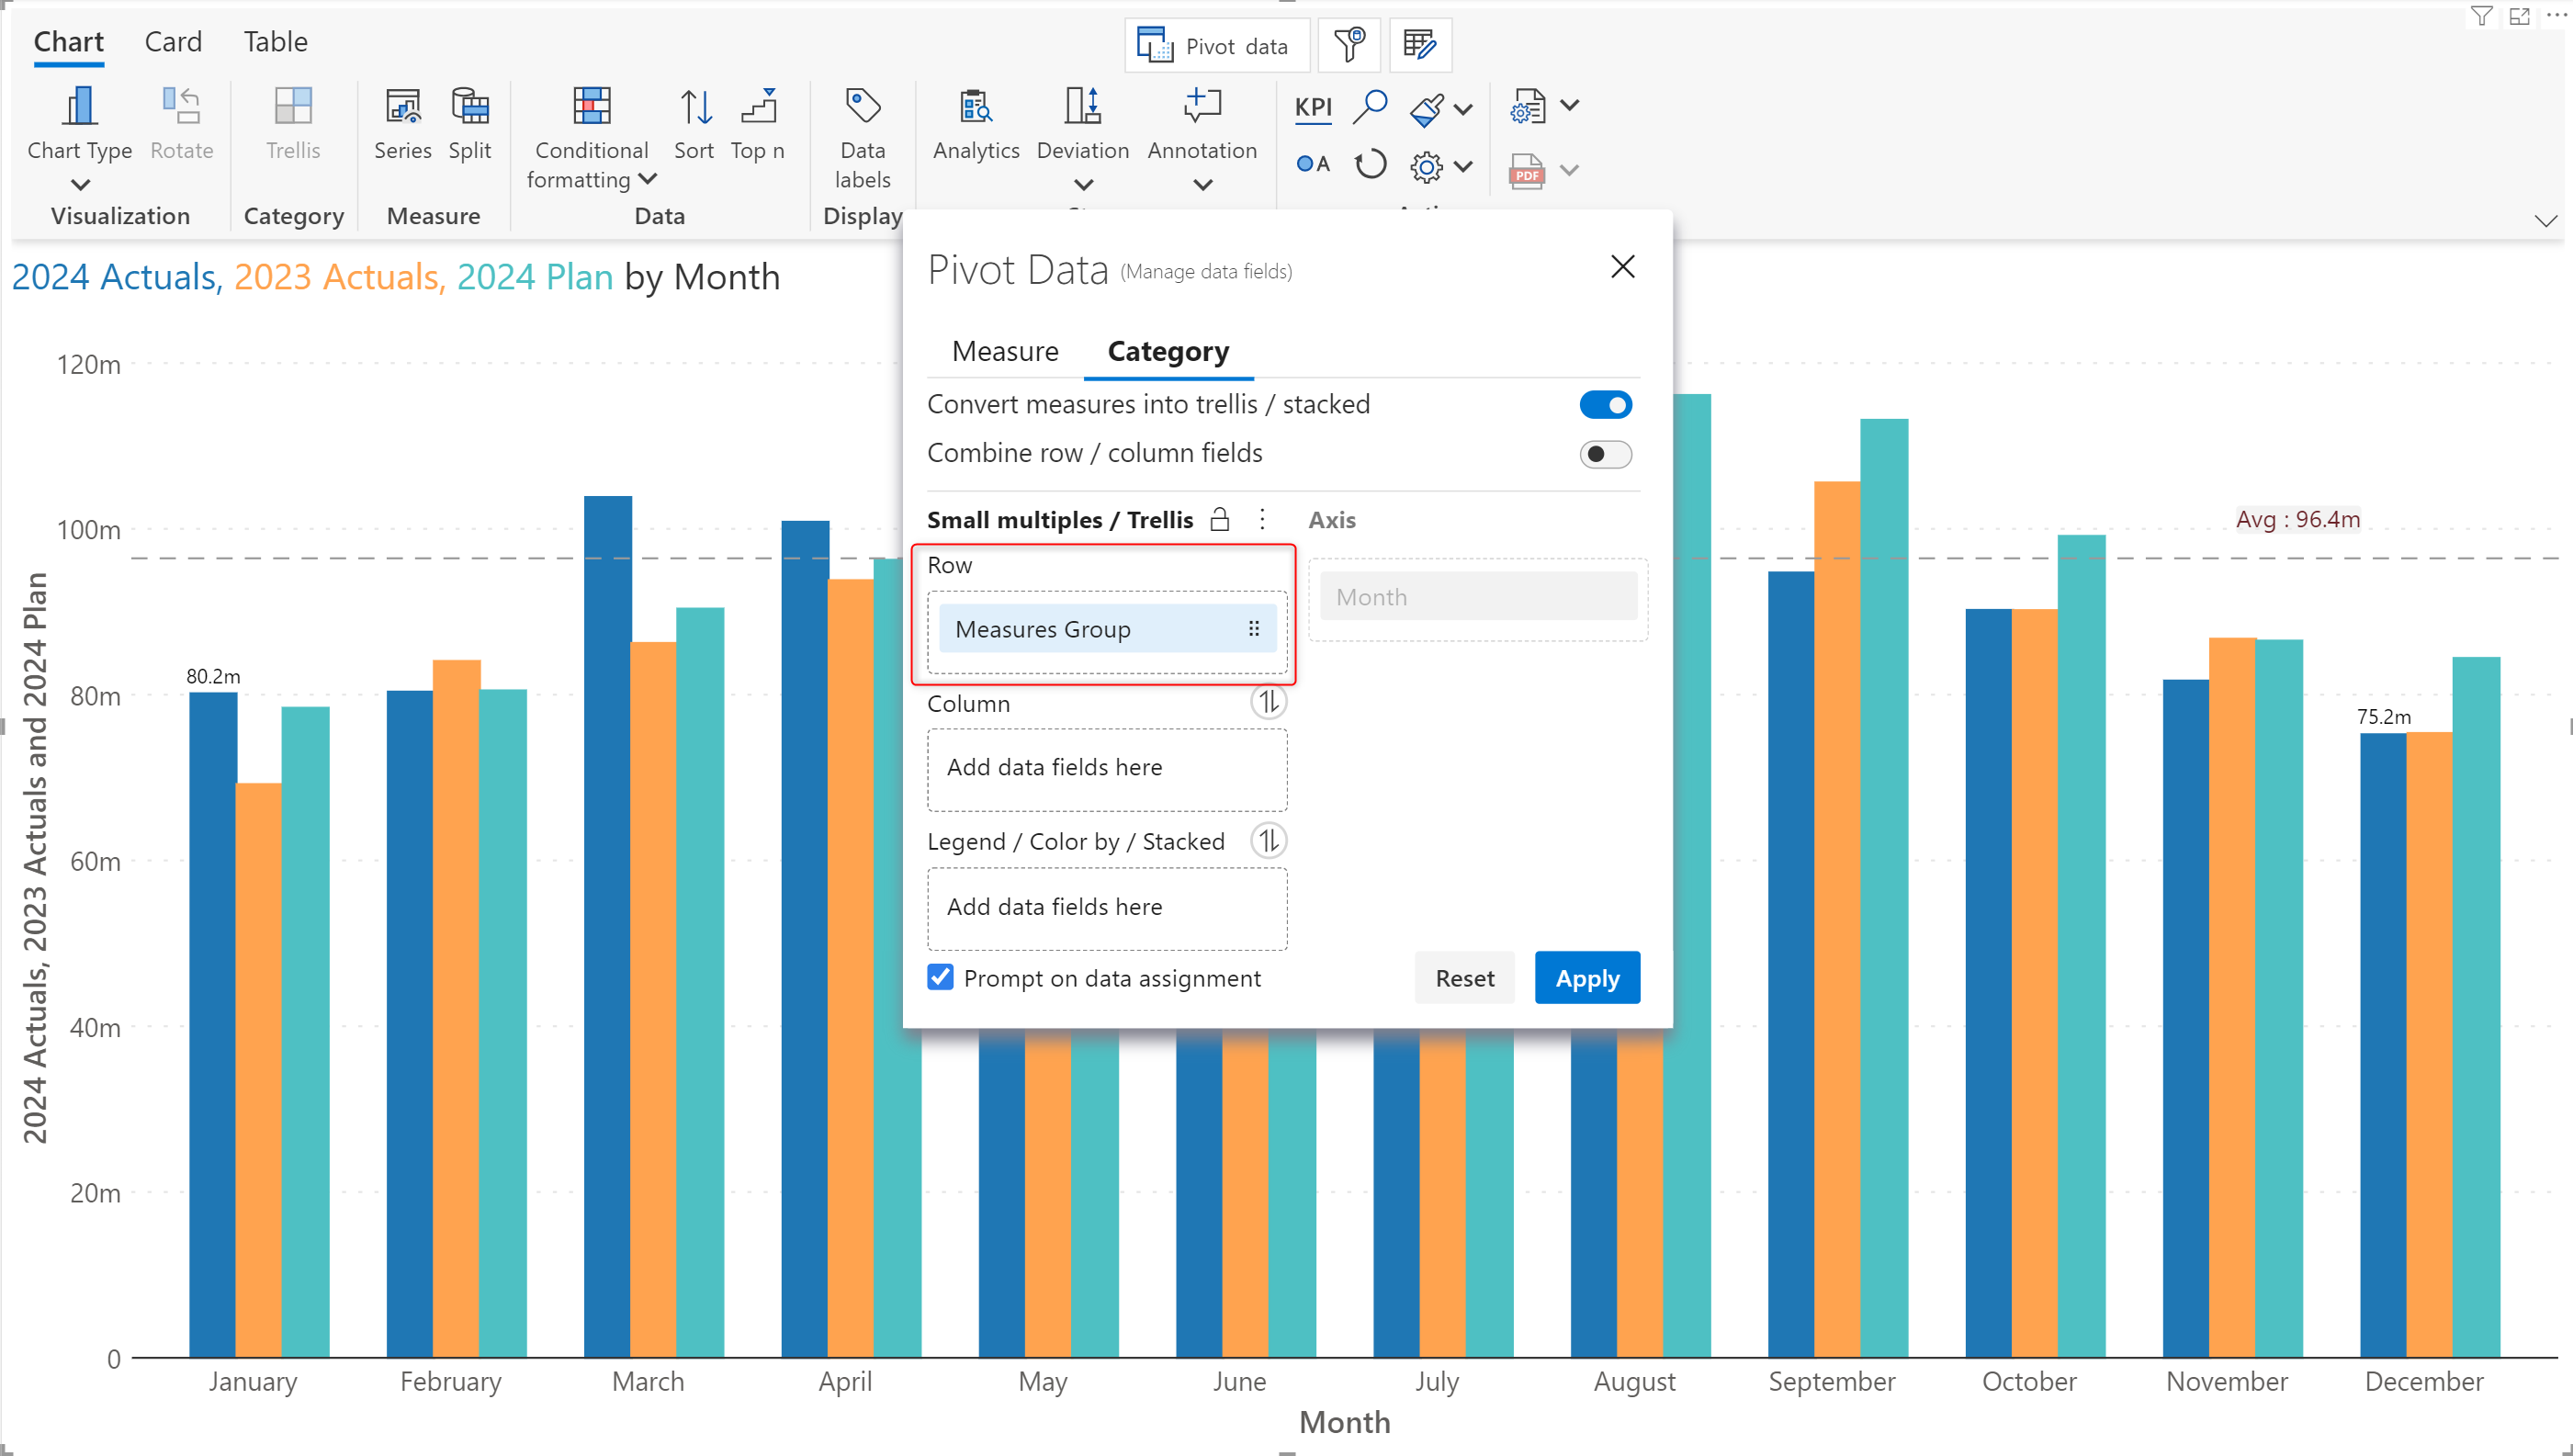 Chart Card Table
Pivot data
KPI
Chart Type Rotate Trellis Series Split Conditional formatting Sort Top n Data labels Analytics Deviation Annotation
A
PDF
Visualization Category Measure Data Display
2024 Actuals, 2023 Actuals, 2024 Plan by Month
Pivot Data (Manage data fields)
Measure Category
Convert measures into trellis / stacked
Combine row / column fields
Small multiples / Trellis Axis
Row
Month
Measures Group
Column
Add data fields here
Legend / Color by / Stacked
Add data fields here
Prompt on data assignment Reset Apply
2024 Actuals, 2023 Actuals and 2024 Plan
120m
100m
80m
60m
40m
20m
0
80.2m
Avg : 96.4m
75.2m
January February March April May June July August September October November December
Month